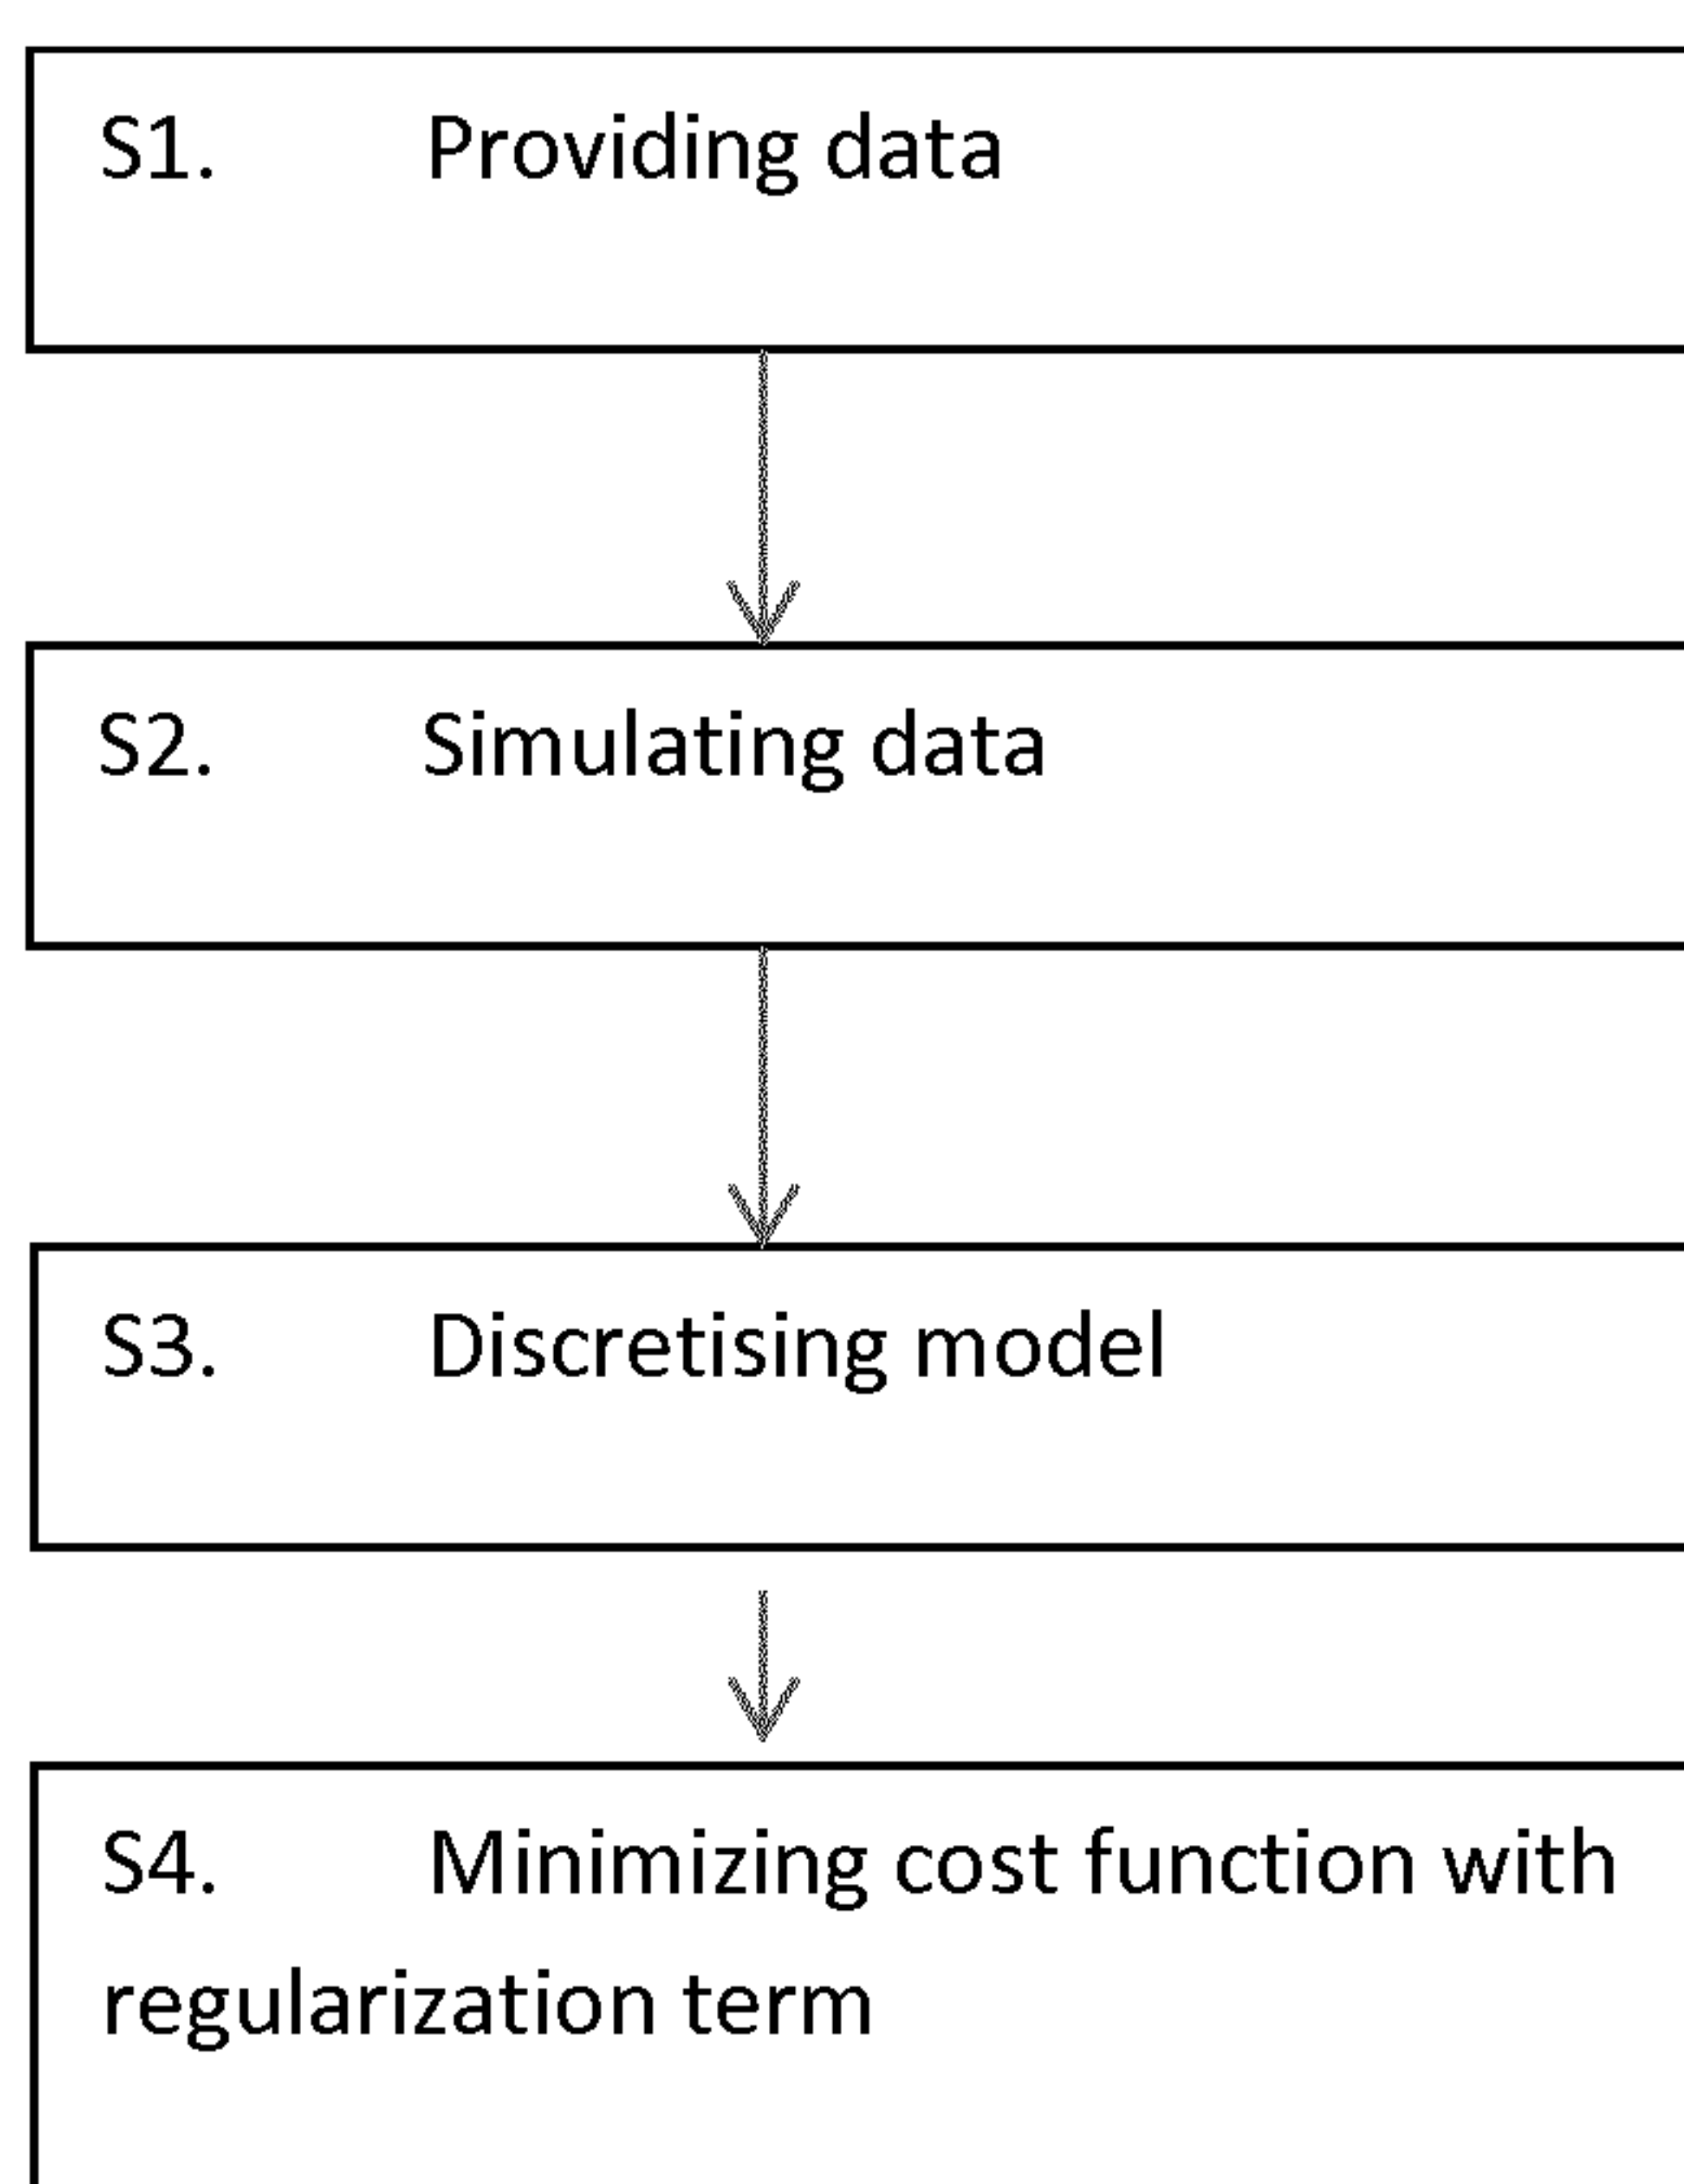 S1. Providing data
S2. Simulating data
S3. Discretising model
S4. Minimizing cost function with
regularization term